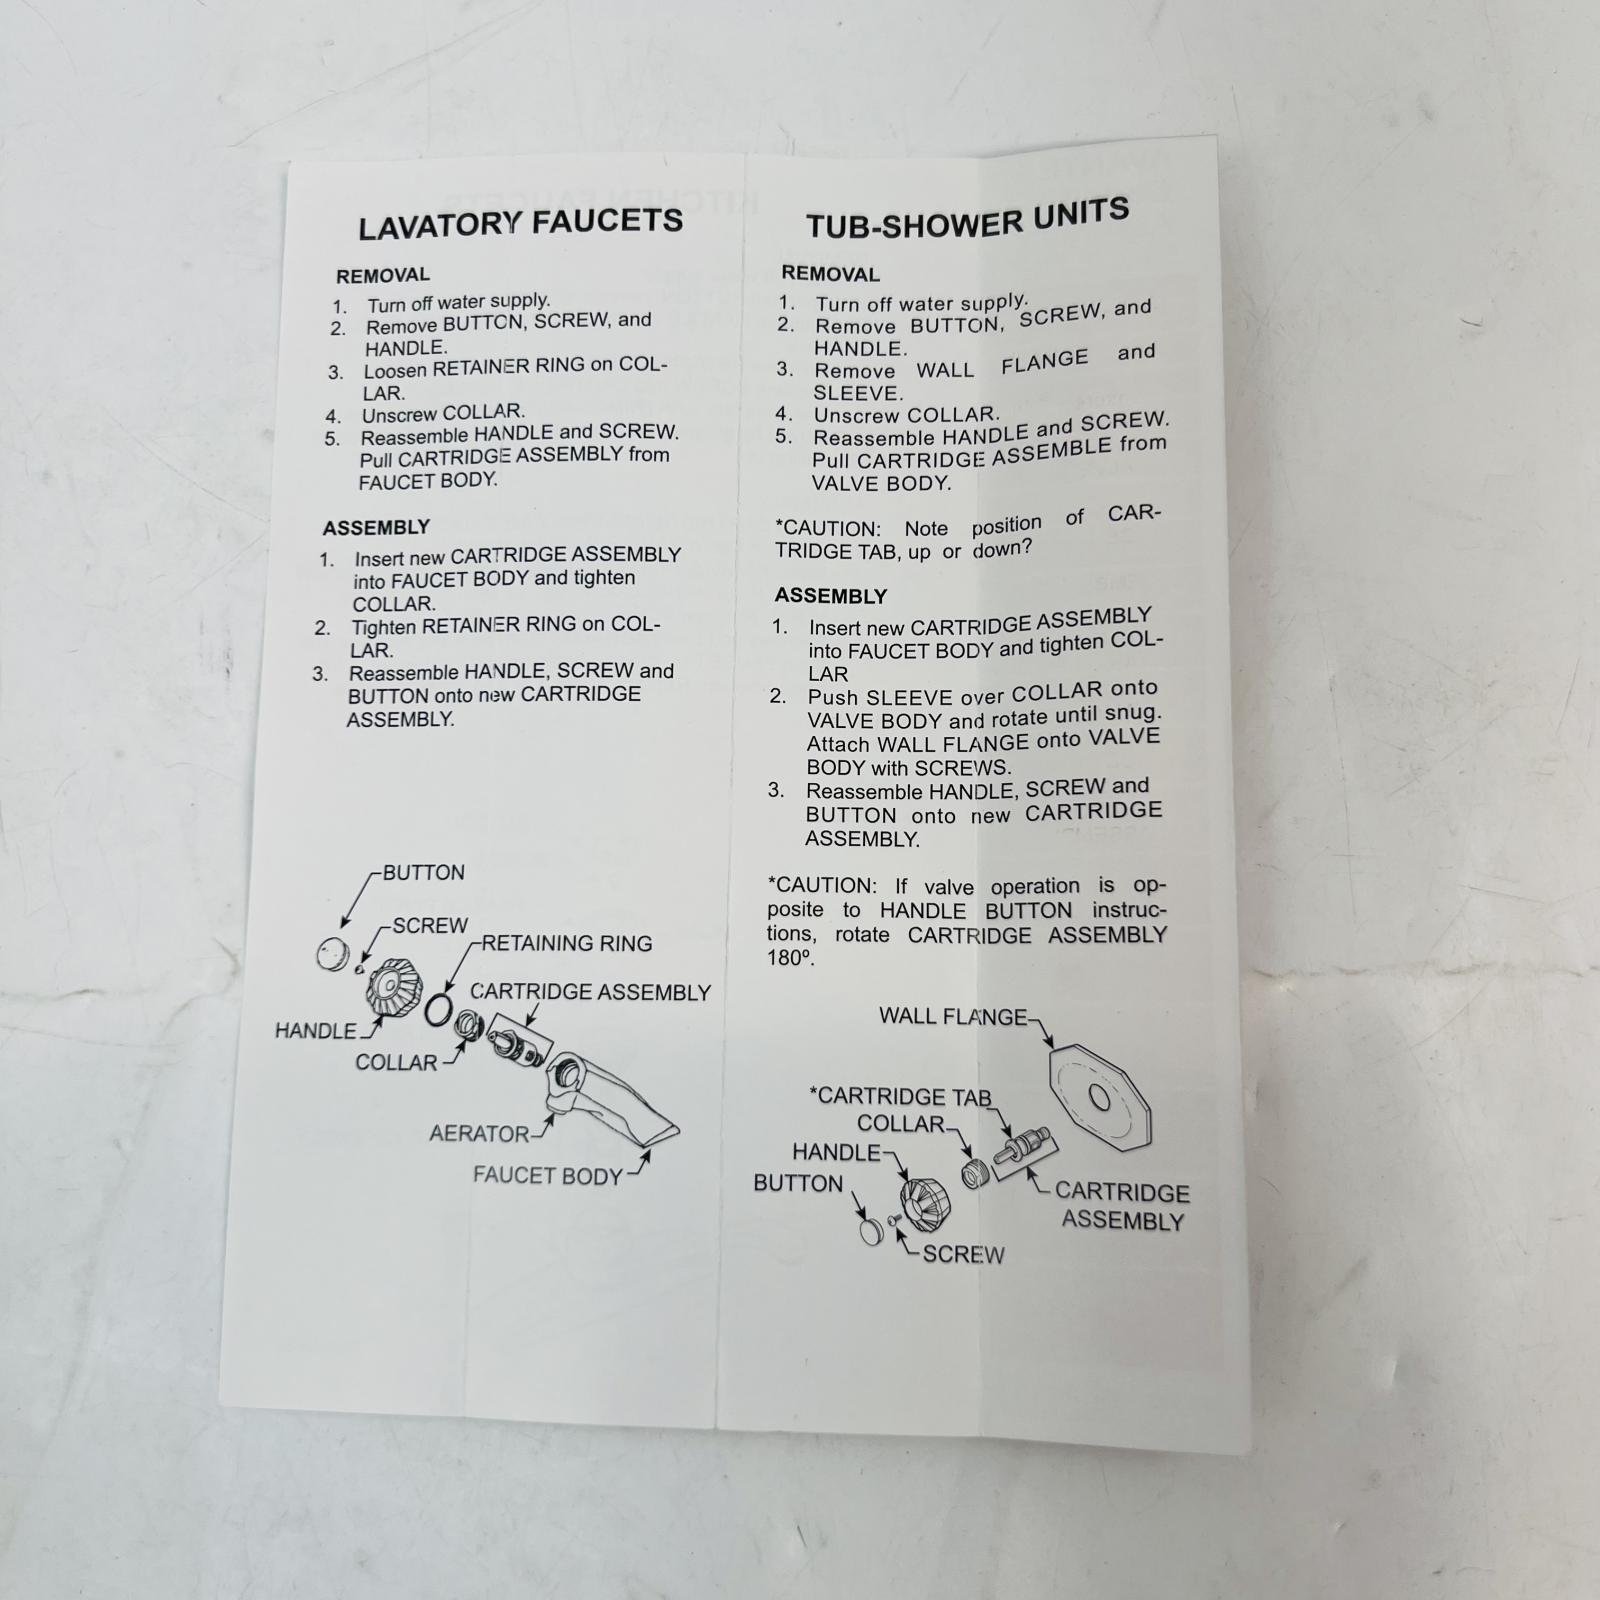 LAVATORY FAUCETS
REMOVAL
1. Turn off water supply.
2. Remove BUTTON, SCREW, and
HANDLE.
3. Loosen RETAINER RING on COL-
LAR.
4. Unscrew COLLAR.
5. Reassemble HANDLE and SCREW.
Pull CARTRIDGE ASSEMBLY from
FAUCET BODY.
ASSEMBLY
1. Insert new CARTRIDGE ASSEMBLY
into FAUCET BODY and tighten
COLLAR.
2. Tighten RETAINER RING on COL-
LAR.
3. Reassemble HANDLE, SCREW and
BUTTON onto new CARTRIDGE
ASSEMBLY.
BUTTON
SCREW
RETAINING RING
CARTRIDGE ASSEMBLY
HANDLE
COLLAR
AERATOR
FAUCET BODY
TUB-SHOWER UNITS
REMOVAL
1. Turn off water supply.
2. Remove BUTTON, SCREW, and
HANDLE.
3. Remove WALL FLANGE and
SLEEVE.
4. Unscrew COLLAR.
5. Reassemble HANDLE and SCREW.
Pull CARTRIDGE ASSEMBLE from
VALVE BODY.
*CAUTION: Note position of CAR-
TRIDGE TAB, up or down?
ASSEMBLY
1. Insert new CARTRIDGE ASSEMBLY
into FAUCET BODY and tighten COL-
LAR
2. Push SLEEVE over COLLAR onto
VALVE BODY and rotate until snug.
Attach WALL FLANGE onto VALVE
BODY with SCREWS.
3. Reassemble HANDLE, SCREW and
BUTTON onto new CARTRIDGE
ASSEMBLY.
*CAUTION: If valve operation is op-
posite to HANDLE BUTTON instruc-
tions, rotate CARTRIDGE ASSEMBLY
180º.
WALL FLANGE
*CARTRIDGE TAB
COLLAR
HANDLE
BUTTON
CARTRIDGE
ASSEMBLY
SCREW